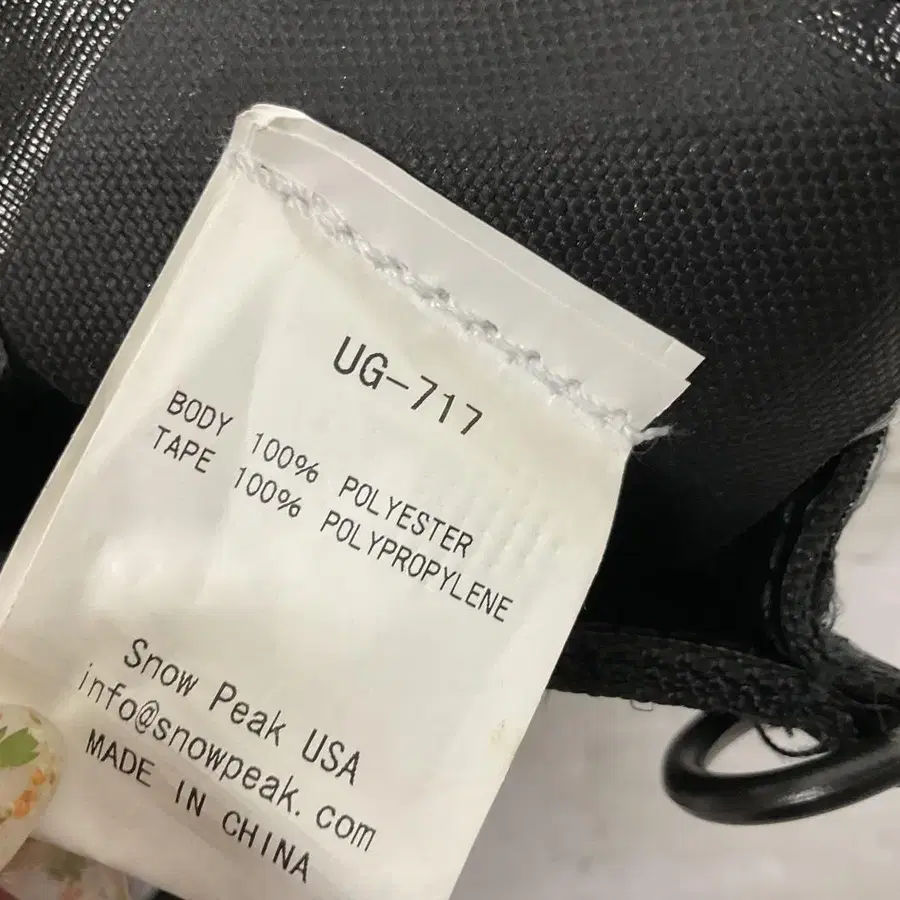 UG-717
BODY 100% POLYESTER
TAPE 100% POLYPROPYLENE
Snow Peak USA
info@snowpeak.com
MADE IN CHINA